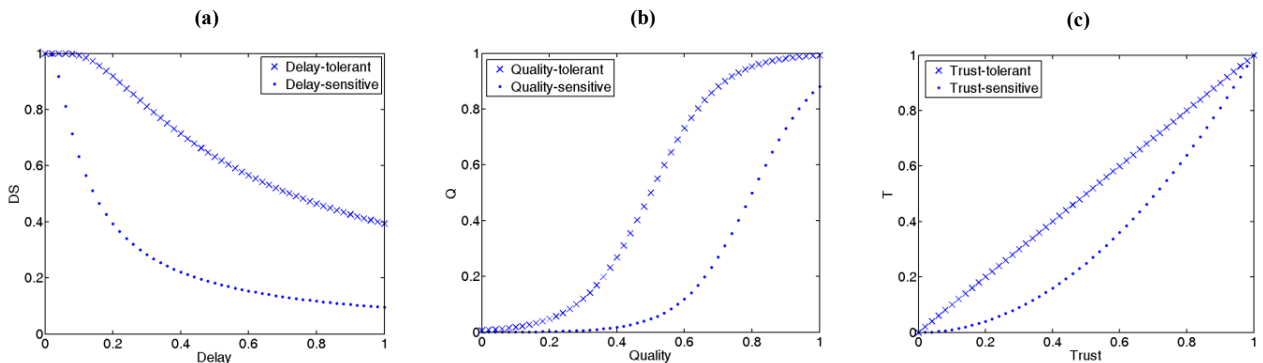 (a)
(b)
(c)
1
0.8
0.6
0.4
0.2
0
DS
Delay-tolerant
Delay-sensitive
0 0.2 0.4 0.6 0.8 1
Delay
1
0.8
0.6
0.4
0.2
0
Q
Quality-tolerant
Quality-sensitive
0 0.2 0.4 0.6 0.8 1
Quality
1
0.8
0.6
0.4
0.2
0
T
Trust-tolerant
Trust-sensitive
0 0.2 0.4 0.6 0.8 1
Trust